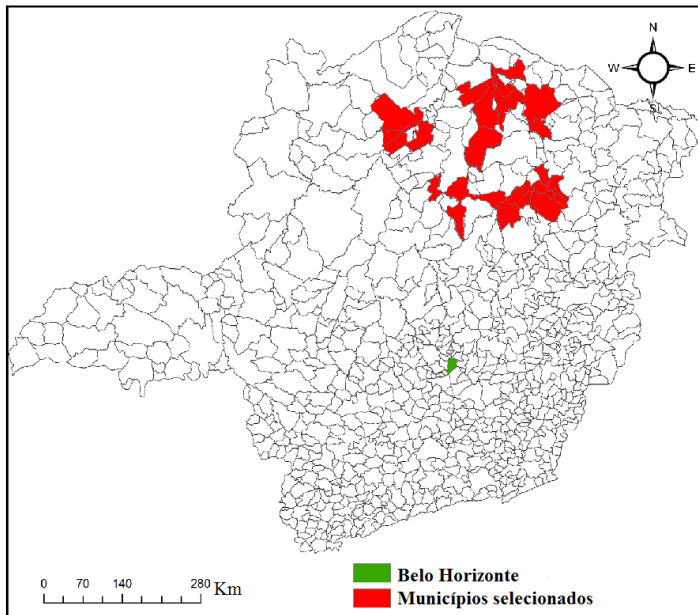 N
W E
S
0 70 140 280 Km
Belo Horizonte
Municípios selecionados